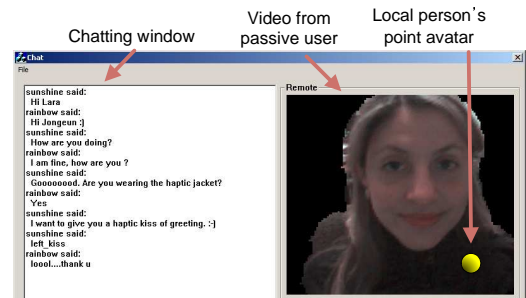 Chatting window
Video from
passive user
Local person's
point avatar
Chat
File
Remote
sunshine said:
Hi Lara
rainbow said:
Hi Jongeun :]
sunshine said:
How are you doing?
rainbow said:
I am fine, how are you ?
sunshine said:
Gooooooood. Are you wearing the haptic jacket?
rainbow said:
Yes
sunshine said:
I want to give you a haptic kiss of greeting. :-]
sunshine said:
left_kiss
rainbow said:
loool....thank u